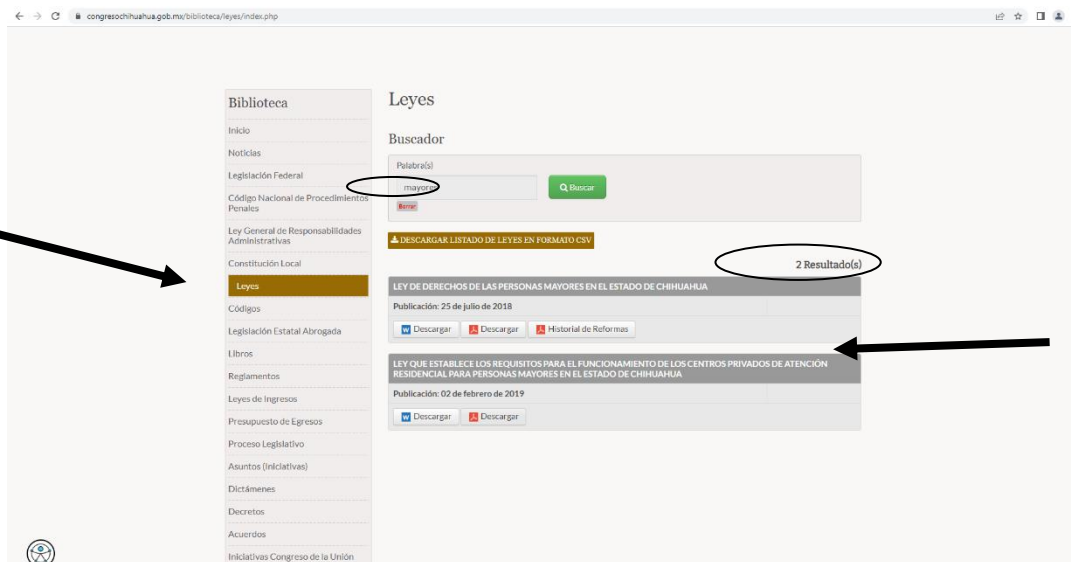 congresochihuahua.gob.mx/biblioteca/leyes/index.php
Biblioteca
Inicio
Noticias
Legislación Federal
Código Nacional de Procedimientos
Penales
Ley General de Responsabilidades
Administrativas
Constitución Local
Leyes
Códigos
Legislación Estatal Abrogada
Libros
Reglamentos
Leyes de Ingresos
Presupuesto de Egresos
Proceso Legislativo
Asuntos (Iniciativas)
Dictámenes
Decretos
Acuerdos
Iniciativas Congreso de la Unión
Leyes
Buscador
Palabra(s)
mayores
Buscar
Borrar
DESCARGAR LISTADO DE LEYES EN FORMATO CSV
2 Resultado(s)
LEY DE DERECHOS DE LAS PERSONAS MAYORES EN EL ESTADO DE CHIHUAHUA
Publicación: 25 de julio de 2018
Descargar Descargar Historial de Reformas
LEY QUE ESTABLECE LOS REQUISITOS PARA EL FUNCIONAMIENTO DE LOS CENTROS PRIVADOS DE ATENCIÓN
RESIDENCIAL PARA PERSONAS MAYORES EN EL ESTADO DE CHIHUAHUA
Publicación: 02 de febrero de 2019
Descargar Descargar